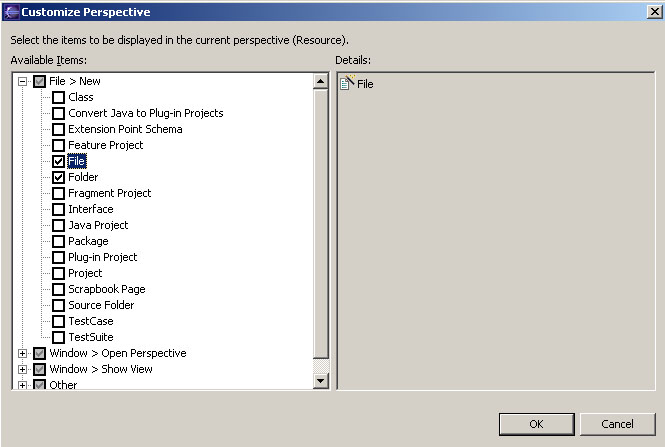 Customize Perspective
Select the items to be displayed in the current perspective (Resource).
Available Items:
Details:
File > New
File
Class
Convert Java to Plug-in Projects
Extension Point Schema
Feature Project
File
Folder
Fragment Project
Interface
Java Project
Package
Plug-in Project
Project
Scrapbook Page
Source Folder
TestCase
TestSuite
Window > Open Perspective
Window > Show View
Other
OK
Cancel